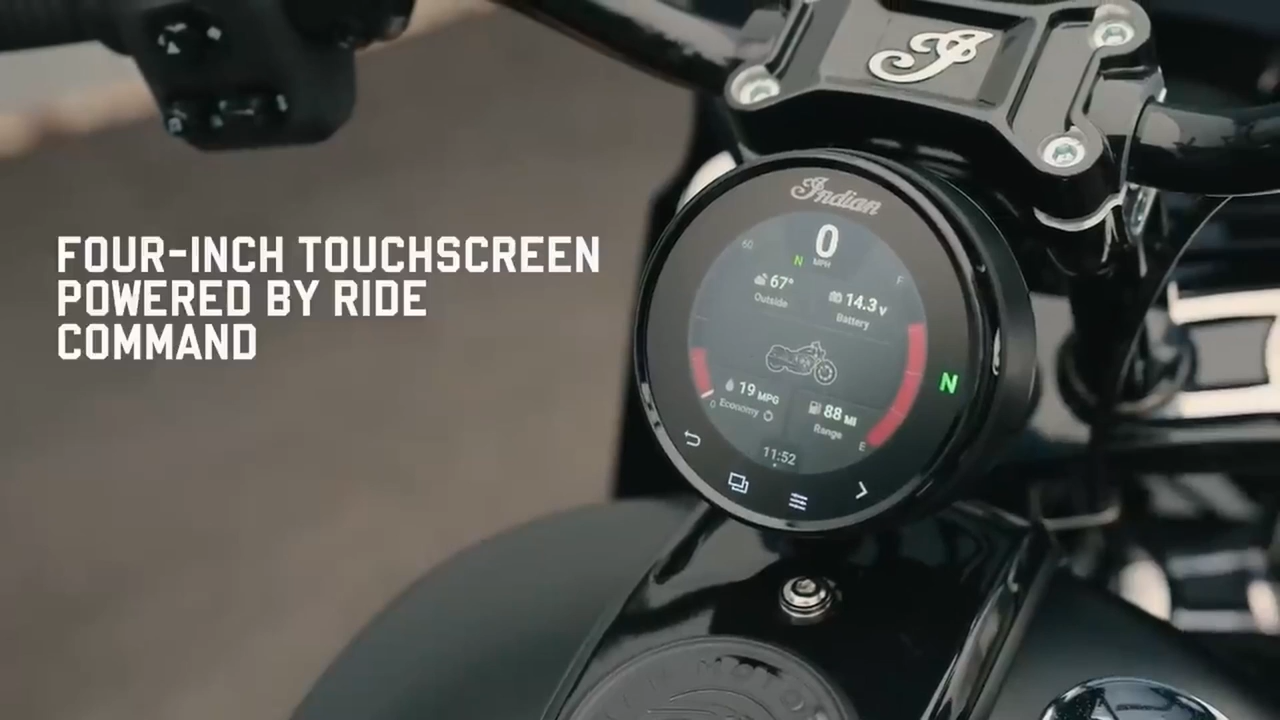 FOUR-INCH TOUCHSCREEN
POWERED BY RIDE
COMMAND
Indian
0
MPH
60
N
F
67°
Outside
14.3 V
Battery
N
19 MPG
Economy
0
88 MI
Range
E
11:52